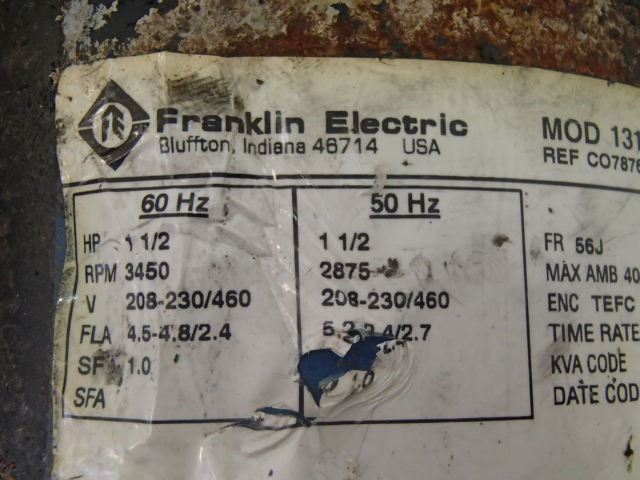 Franklin Electric
Bluffton, Indiana 46714 USA
MOD 131
REF CO7876
60 Hz 50 Hz
HP 1 1/2 1 1/2 FR 56J
RPM 3450 2875 MAX AMB 40
V 208-230/460 208-230/460 ENC TEFC
FLA 4.5-4.8/2.4 TIME RATE
SF 1.0 KVA CODE
SFA DATE COD